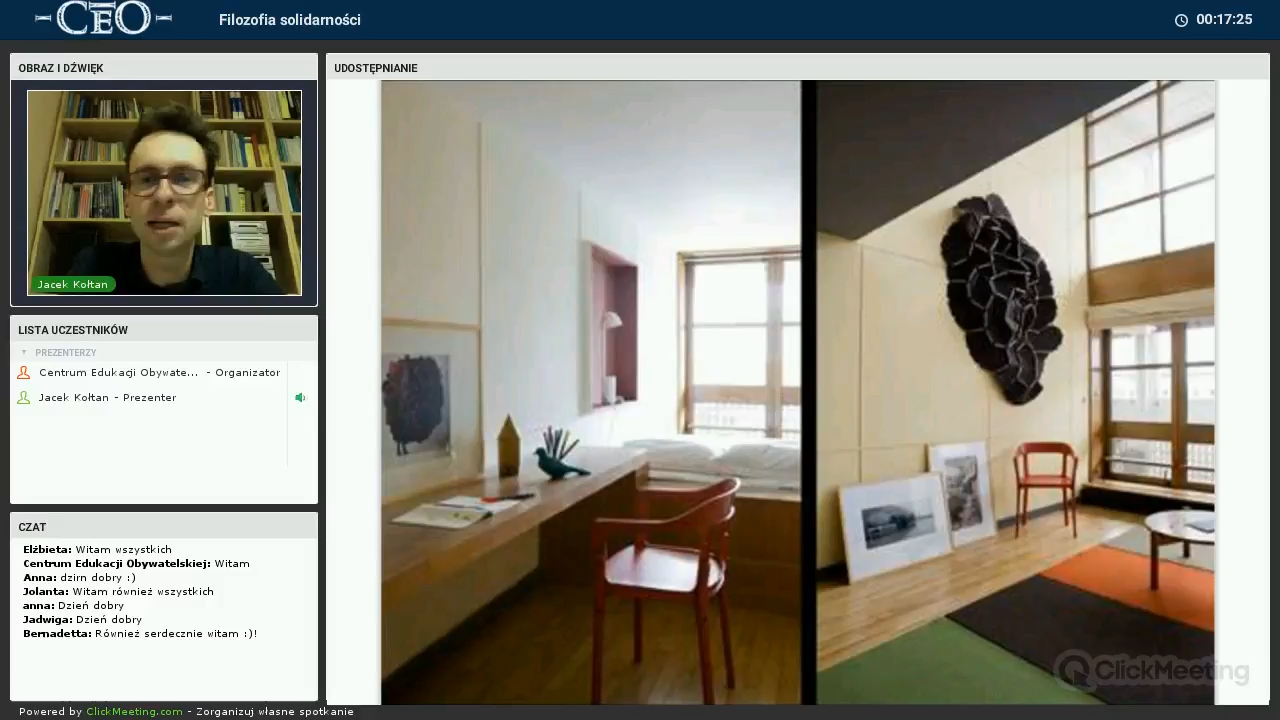 CEO
Filozofia solidarności
00:17:25
OBRAZ I DŹWIĘK
UDOSTĘPNIANIE
Jacek Kołtan
LISTA UCZESTNIKÓW
PREZENTERZY
Centrum Edukacji Obywate... - Organizator
Jacek Kołtan - Prezenter
CZAT
Elżbieta: Witam wszystkich
Centrum Edukacji Obywatelskiej: Witam
Anna: dzirn dobry :)
Jolanta: Witam również wszystkich
anna: Dzień dobry
Jadwiga: Dzień dobry
Bernadetta: Również serdecznie witam :)!
ClickMeeting
Powered by ClickMeeting.com - Zorganizuj własne spotkanie